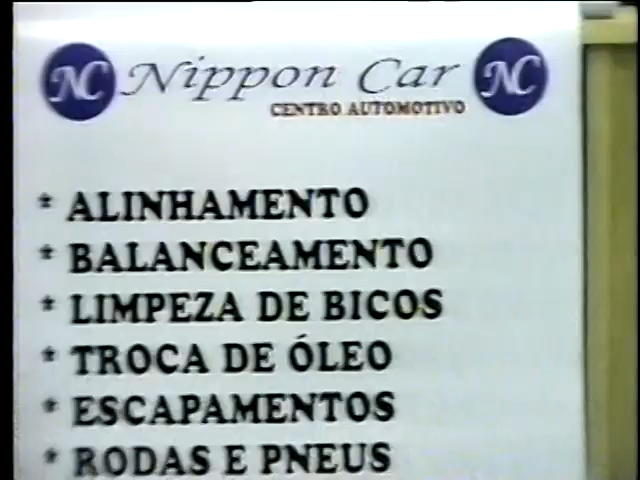 NC Nippon Car NC
CENTRO AUTOMOTIVO
* ALINHAMENTO
* BALANCEAMENTO
* LIMPEZA DE BICOS
* TROCA DE ÓLEO
* ESCAPAMENTOS
* RODAS E PNEUS